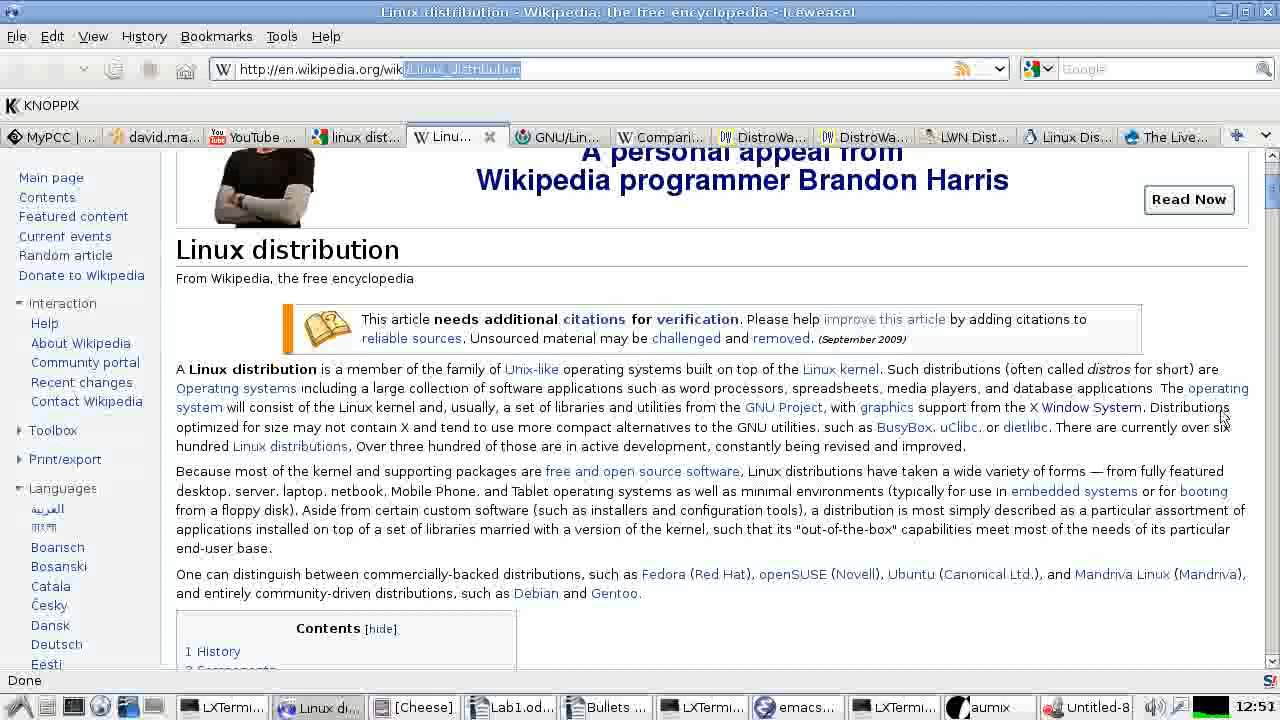 Linux distribution - Wikipedia, the free encyclopedia - Iceweasel
File Edit View History Bookmarks Tools Help
http://en.wikipedia.org/wiki/Linux_distribution
Google
KNOPPIX
MyPCC | ...
david.ma...
YouTube ...
linux dist...
Linu...
GNU/Lin...
Compari...
DistroWa...
DistroWa...
LWN Dist...
Linux Dis...
The Live...
A personal appeal from
Wikipedia programmer Brandon Harris
Read Now
Main page
Contents
Featured content
Current events
Random article
Donate to Wikipedia
Interaction
Help
About Wikipedia
Community portal
Recent changes
Contact Wikipedia
Toolbox
Print/export
Languages
العربية
বাংলা
Boarisch
Bosanski
Català
Česky
Dansk
Deutsch
Eesti
Linux distribution
From Wikipedia, the free encyclopedia
This article needs additional citations for verification. Please help improve this article by adding citations to
reliable sources. Unsourced material may be challenged and removed. (September 2009)
A Linux distribution is a member of the family of Unix-like operating systems built on top of the Linux kernel. Such distributions (often called distros for short) are
Operating systems including a large collection of software applications such as word processors, spreadsheets, media players, and database applications. The operating
system will consist of the Linux kernel and, usually, a set of libraries and utilities from the GNU Project, with graphics support from the X Window System. Distributions
optimized for size may not contain X and tend to use more compact alternatives to the GNU utilities, such as BusyBox, uClibc, or dietlibc. There are currently over six
hundred Linux distributions. Over three hundred of those are in active development, constantly being revised and improved.
Because most of the kernel and supporting packages are free and open source software, Linux distributions have taken a wide variety of forms — from fully featured
desktop, server, laptop, netbook, Mobile Phone, and Tablet operating systems as well as minimal environments (typically for use in embedded systems or for booting
from a floppy disk). Aside from certain custom software (such as installers and configuration tools), a distribution is most simply described as a particular assortment of
applications installed on top of a set of libraries married with a version of the kernel, such that its "out-of-the-box" capabilities meet most of the needs of its particular
end-user base.
One can distinguish between commercially-backed distributions, such as Fedora (Red Hat), openSUSE (Novell), Ubuntu (Canonical Ltd.), and Mandriva Linux (Mandriva),
and entirely community-driven distributions, such as Debian and Gentoo.
Contents [hide]
1 History
2 Components
Done
LXTerm...
Linux di...
[Cheese]
Lab1.od...
Bullets ...
LXTerm...
emacs...
LXTerm...
aumix
Untitled-8
12:51